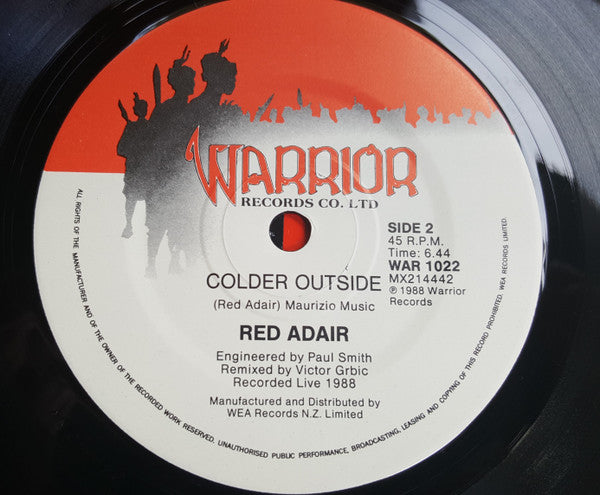 WARRIOR
RECORDS CO. LTD
SIDE 2
45 R.P.M.
Time: 6.44
WAR 1022
MX214442
℗ 1988 Warrior
Records
COLDER OUTSIDE
(Red Adair) Maurizio Music
RED ADAIR
Engineered by Paul Smith
Remixed by Victor Grbic
Recorded Live 1988
Manufactured and Distributed by
WEA Records N.Z. Limited
ALL RIGHTS OF THE MANUFACTURER AND OF THE OWNER OF THE RECORDED WORK RESERVED. UNAUTHORISED PUBLIC PERFORMANCE, BROADCASTING, LEASING AND COPYING OF THIS RECORD PROHIBITED. WEA RECORDS LIMITED.